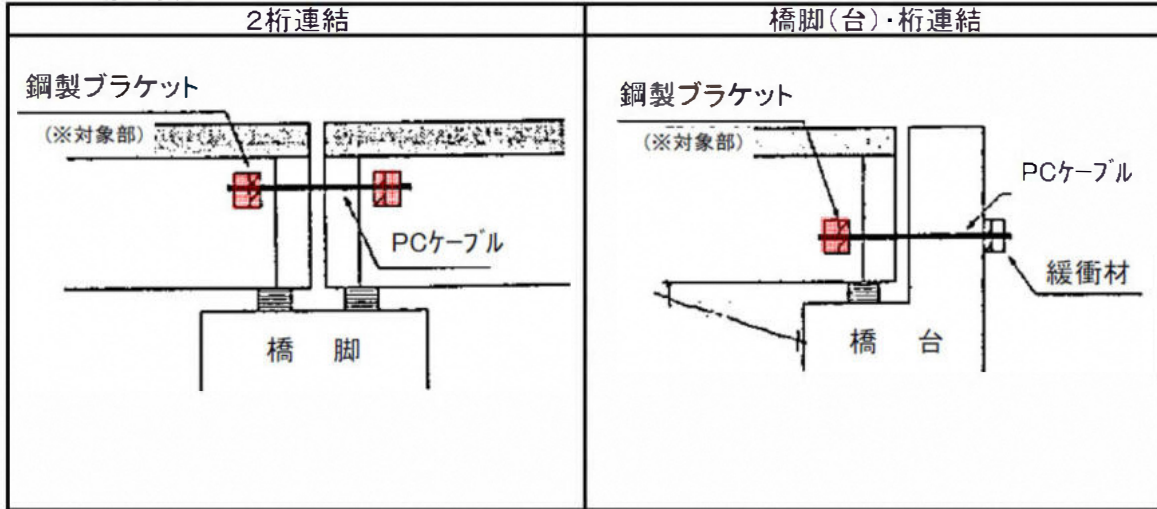 2桁連結
橋脚(台)・桁連結
鋼製ブラケット
(※対象部)
PCケーブル
橋 脚
鋼製ブラケット
(※対象部)
PCケーブル
緩衝材
橋 台